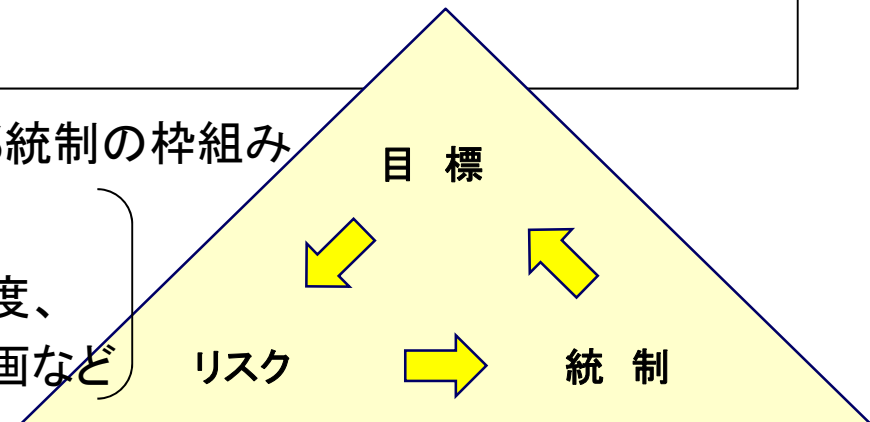 統制の枠組み
目 標
度、
画など
リスク
統 制